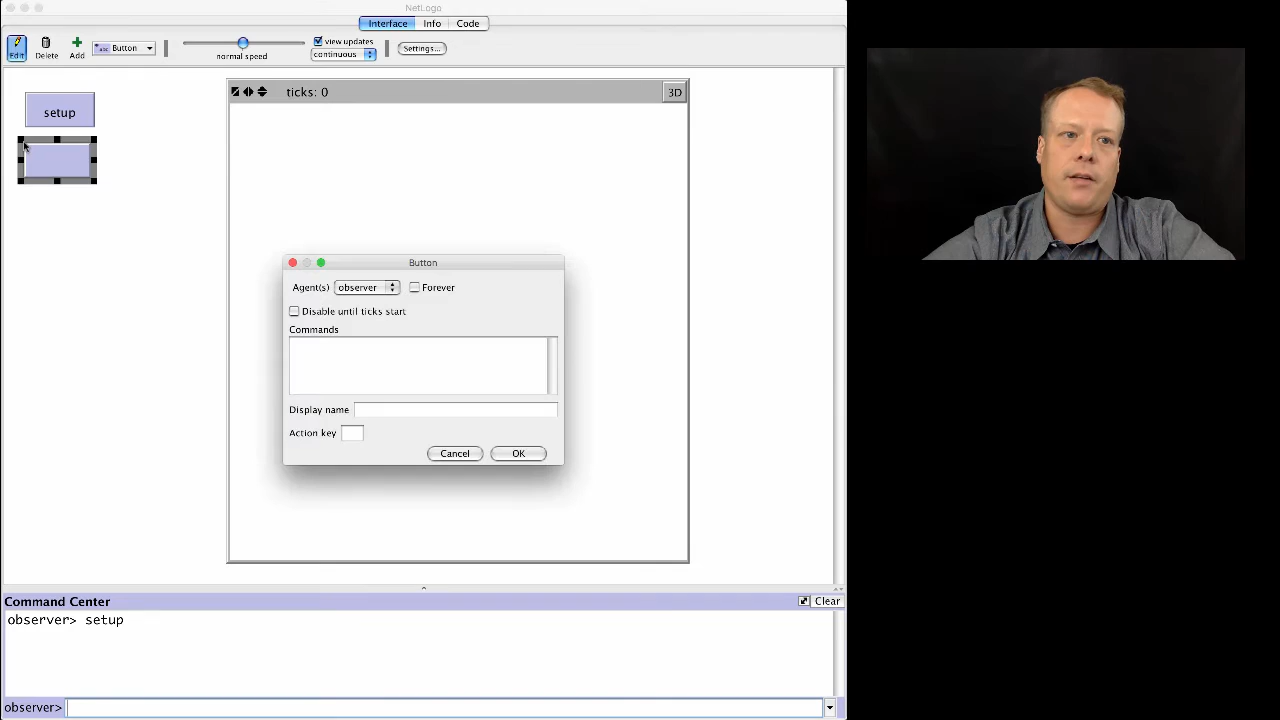 NetLogo
Interface Info Code
Edit Delete Add abc Button normal speed view updates continuous Settings...
ticks: 0 3D
setup
Button
Agent(s) observer Forever
Disable until ticks start
Commands
Display name
Action key
Cancel OK
Command Center Clear
observer> setup
observer>